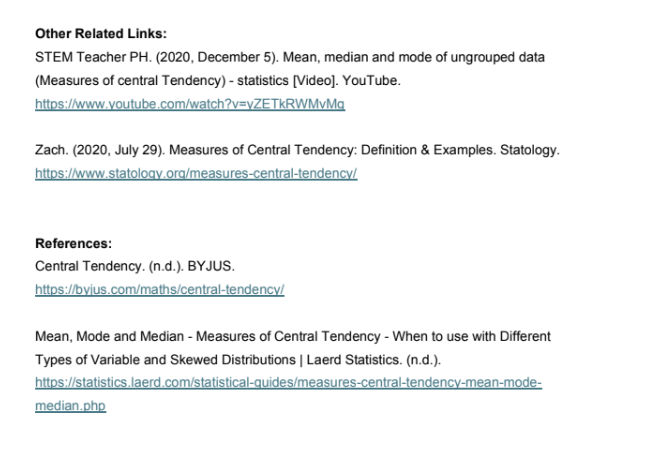 Other Related Links:
STEM Teacher PH. (2020, December 5). Mean, median and mode of ungrouped data
(Measures of central Tendency) - statistics [Video]. YouTube.
https://www.youtube.com/watch?v=yZETkRWMvMg
Zach. (2020, July 29). Measures of Central Tendency: Definition & Examples. Statology.
https://www.statology.org/measures-central-tendency/
References:
Central Tendency. (n.d.). BYJUS.
https://byjus.com/maths/central-tendency/
Mean, Mode and Median - Measures of Central Tendency - When to use with Different
Types of Variable and Skewed Distributions | Laerd Statistics. (n.d.).
https://statistics.laerd.com/statistical-guides/measures-central-tendency-mean-mode-
median.php